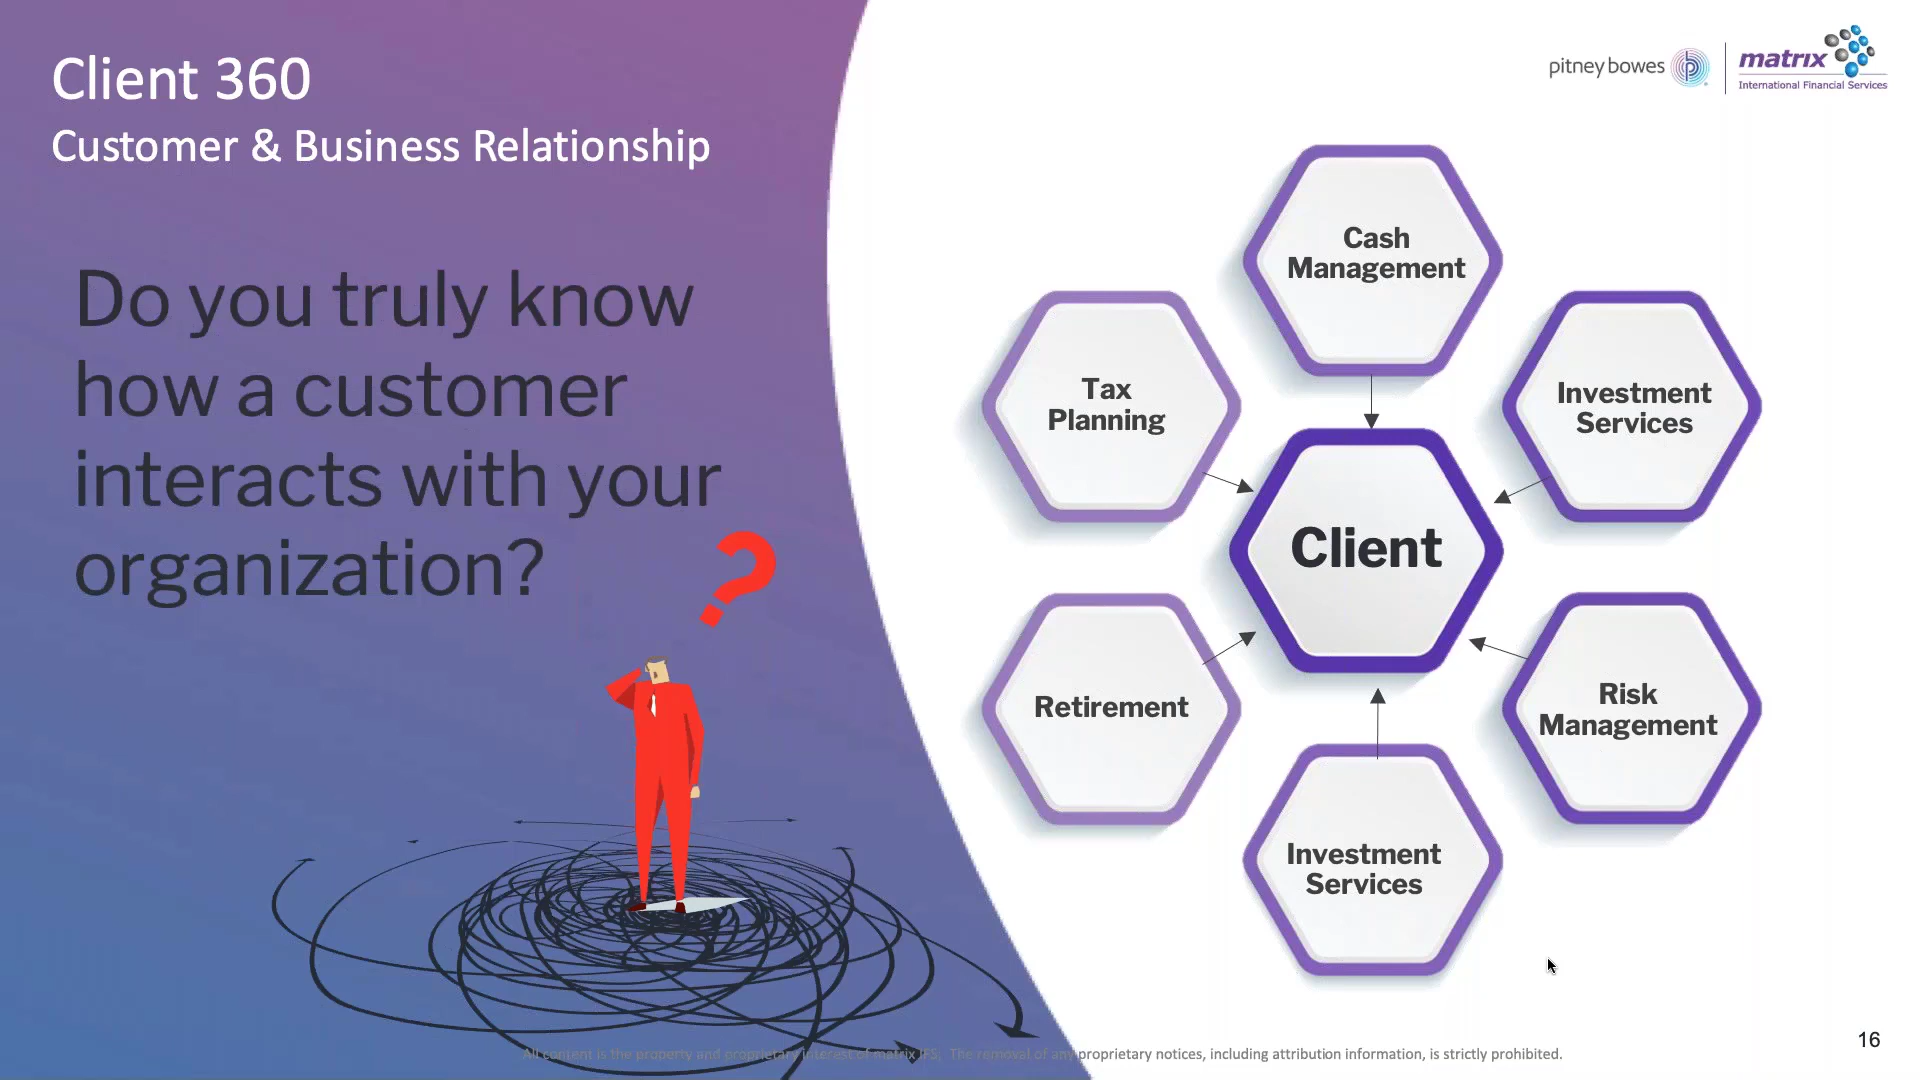 Client 360
Customer & Business Relationship
Do you truly know
how a customer
interacts with your
organization?
?
pitney bowes
matrix
International Financial Services
Cash
Management
Tax
Planning
Investment
Services
Client
Retirement
Risk
Management
Investment
Services
All content is the property and proprietary interest of matrix IFS, The removal of any proprietary notices, including attribution information, is strictly prohibited.
16